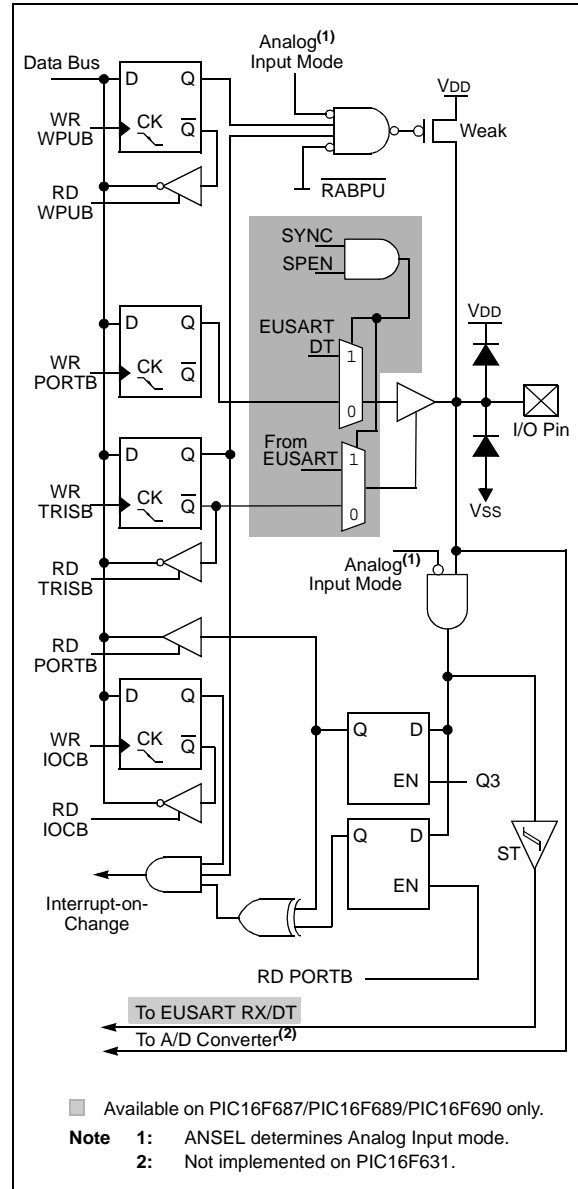 Analog(1)
Input Mode
Data Bus
D Q
VDD
WR
WPUB
CK
Q
Weak
RD
WPUB
RABPU
SYNC
SPEN
D Q
EUSART
DT
1
VDD
WR
PORTB
CK
Q
0
I/O Pin
From
EUSART
1
D Q
WR
TRISB
CK
Q
0
VSS
RD
TRISB
Analog(1)
Input Mode
RD
PORTB
D Q
Q D
WR
IOCB
CK
Q
EN
Q3
RD
IOCB
Q D
ST
EN
Interrupt-on-
Change
RD PORTB
To EUSART RX/DT
To A/D Converter(2)
Available on PIC16F687/PIC16F689/PIC16F690 only.
Note 1: ANSEL determines Analog Input mode.
2: Not implemented on PIC16F631.